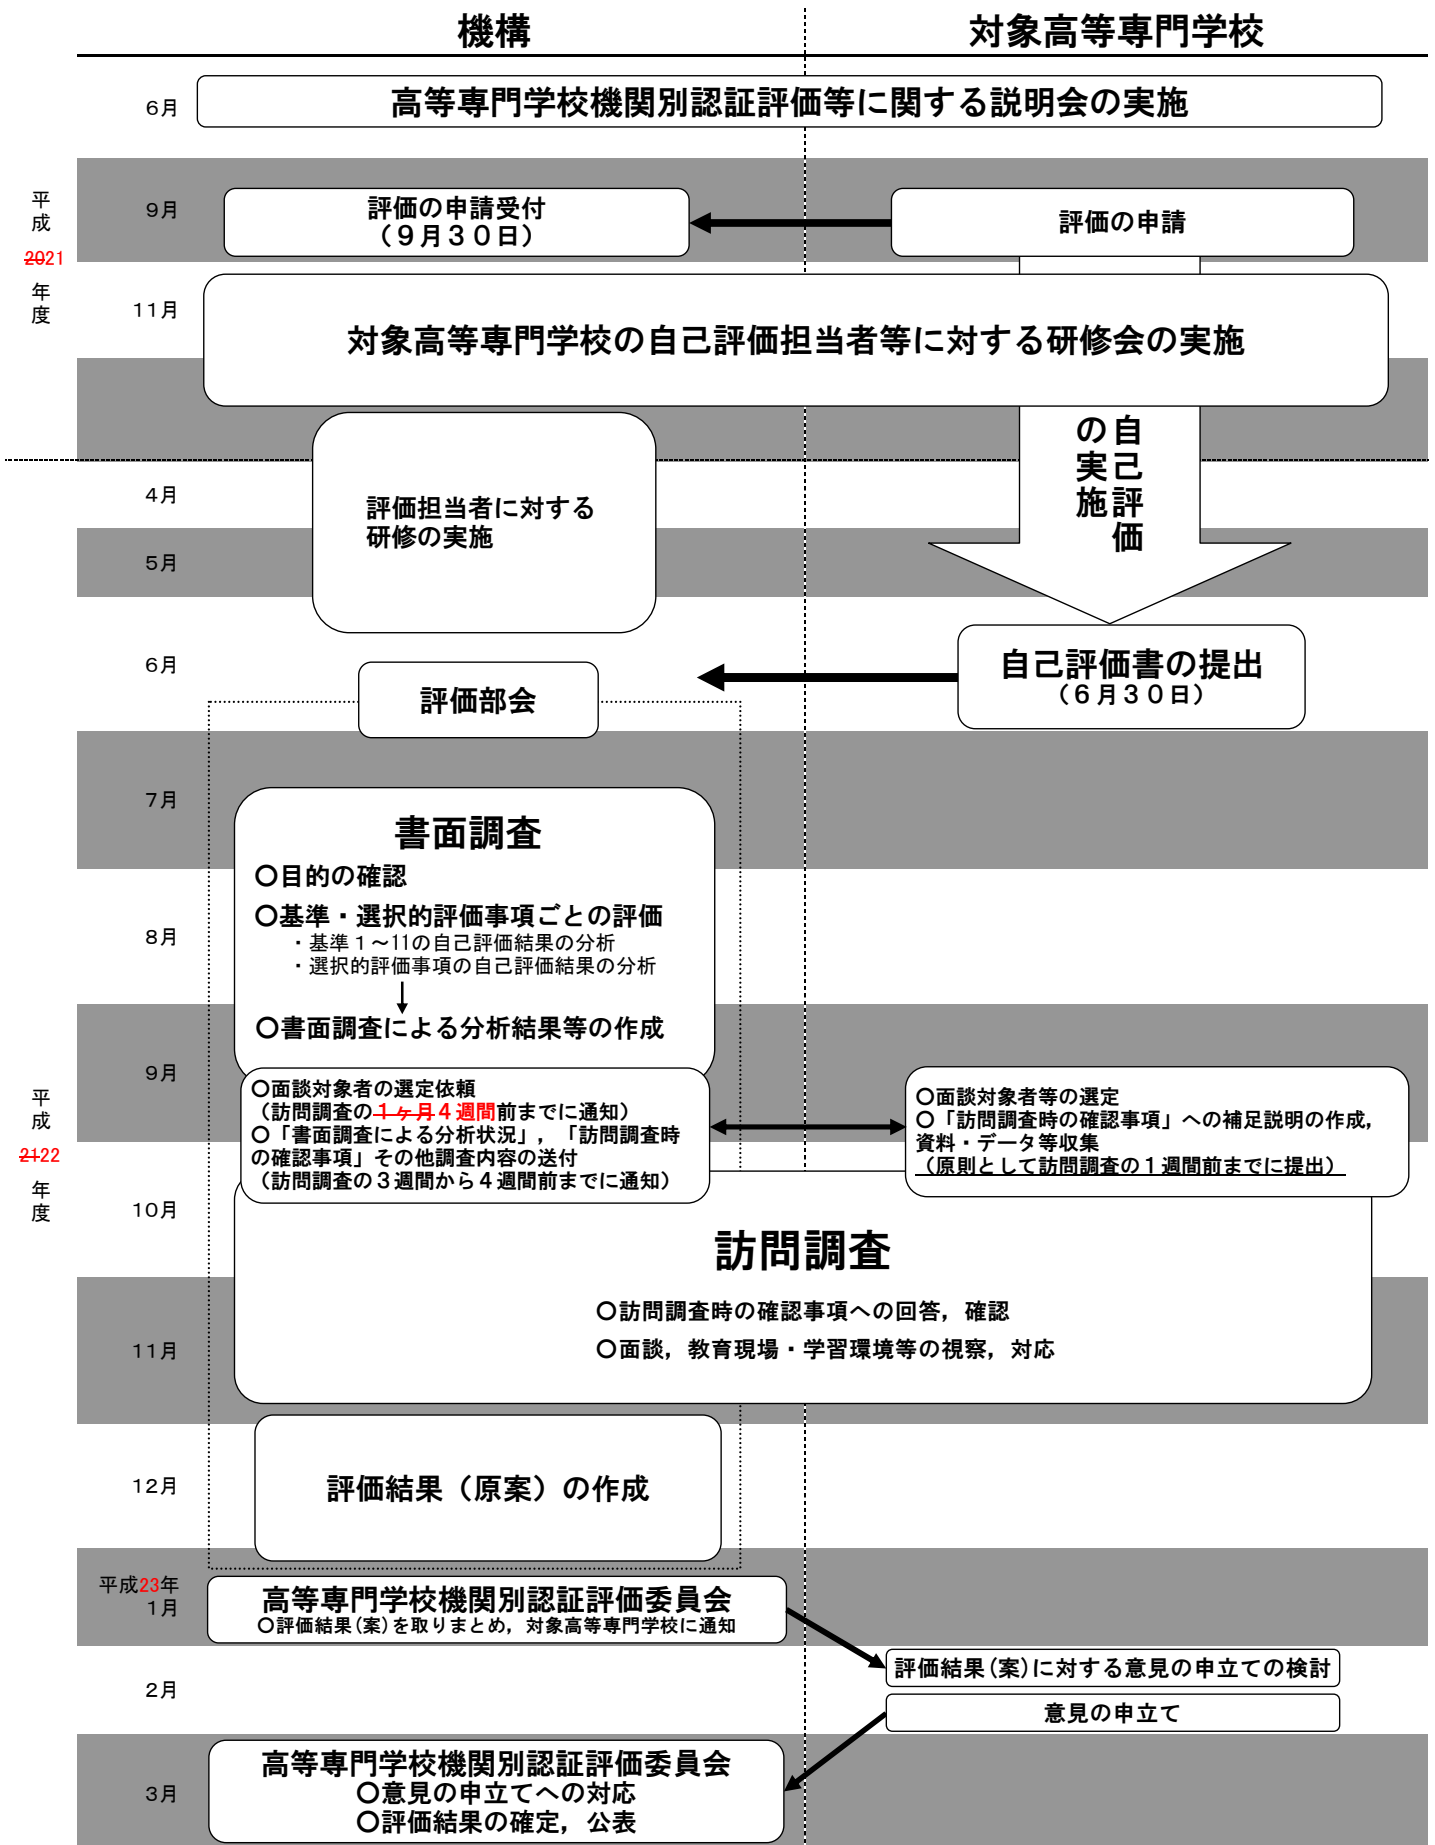 機構
対象高等専門学校
6月
高等専門学校機関別認証評価等に関する説明会の実施
平成
2021
年度
9月
評価の申請受付
（9月30日）
評価の申請
11月
対象高等専門学校の自己評価担当者等に対する研修会の実施
自己評価
の実施
4月
評価担当者に対する
研修の実施
5月
6月
自己評価書の提出
（6月30日）
評価部会
7月
書面調査
〇目的の確認
〇基準・選択的評価事項ごとの評価
・基準1～11の自己評価結果の分析
・選択的評価事項の自己評価結果の分析
8月
〇書面調査による分析結果等の作成
9月
〇面談対象者の選定依頼
（訪問調査の1ヶ月4週間前までに通知）
〇「書面調査による分析状況」，「訪問調査時
の確認事項」その他調査内容の送付
（訪問調査の3週間から4週間前までに通知）
〇面談対象者等の選定
〇「訪問調査時の確認事項」への補足説明の作成，
資料・データ等収集
（原則として訪問調査の1週間前までに提出）
平成
2122
年度
10月
訪問調査
〇訪問調査時の確認事項への回答，確認
〇面談，教育現場・学習環境等の視察，対応
11月
12月
評価結果（原案）の作成
平成23年
1月
高等専門学校機関別認証評価委員会
〇評価結果(案)を取りまとめ，対象高等専門学校に通知
評価結果(案)に対する意見の申立ての検討
2月
意見の申立て
3月
高等専門学校機関別認証評価委員会
〇意見の申立てへの対応
〇評価結果の確定，公表